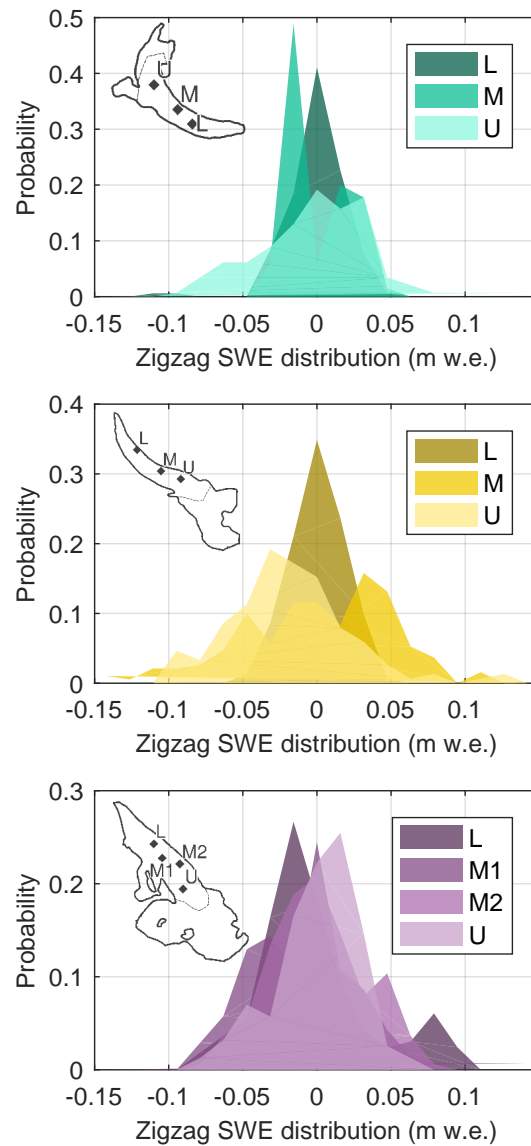 0.5
0.4
0.3
0.2
0.1
0
Probability
U
M
L
L
M
U
-0.15 -0.1 -0.05 0 0.05 0.1
Zigzag SWE distribution (m w.e.)
0.4
0.3
0.2
0.1
0
Probability
L
M
U
L
M
U
-0.15 -0.1 -0.05 0 0.05 0.1
Zigzag SWE distribution (m w.e.)
0.3
0.2
0.1
0
Probability
L
M2
M1
U
L
M1
M2
U
-0.15 -0.1 -0.05 0 0.05 0.1
Zigzag SWE distribution (m w.e.)